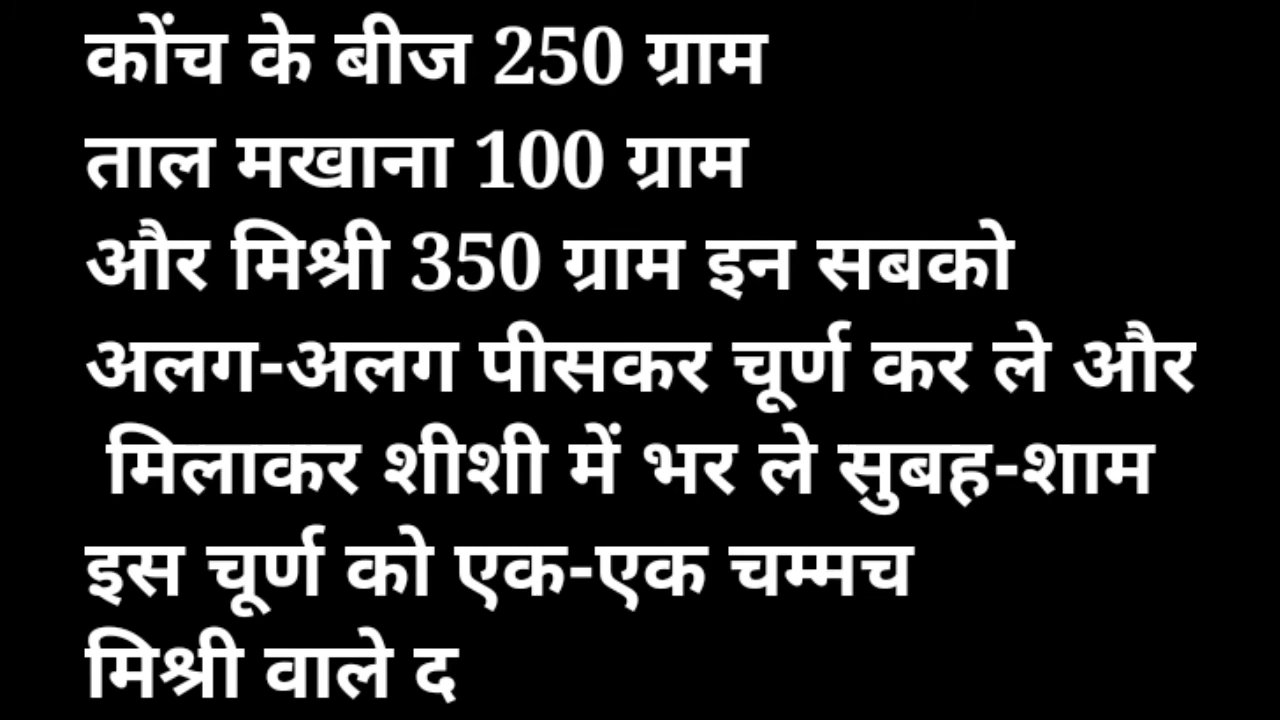 कोंच के बीज 250 ग्राम
ताल मखाना 100 ग्राम
और मिश्री 350 ग्राम इन सबको
अलग-अलग पीसकर चूर्ण कर ले और
मिलाकर शीशी में भर ले सुबह-शाम
इस चूर्ण को एक-एक चम्मच
मिश्री वाले द